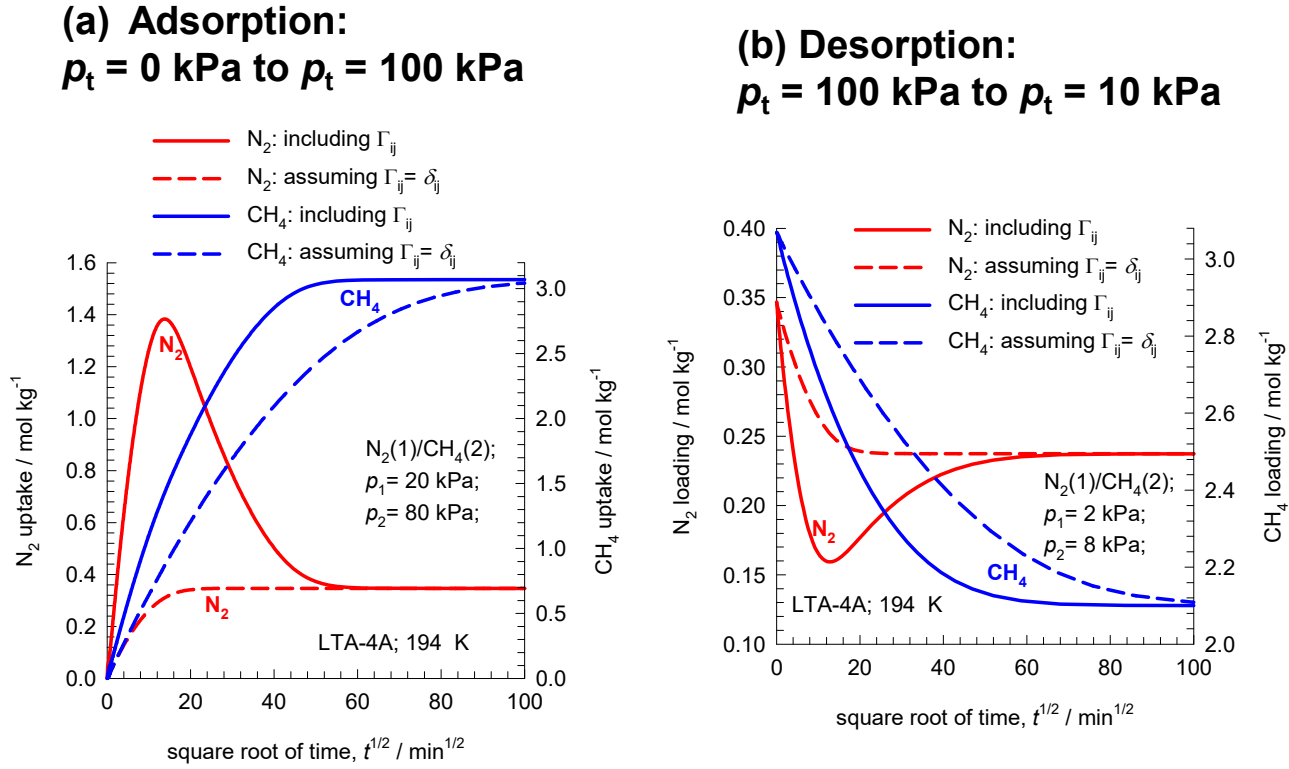 (a) Adsorption:
pt = 0 kPa to pt = 100 kPa
N2: including Γij
N2: assuming Γij= δij
CH4: including Γij
CH4: assuming Γij= δij
1.6
1.4
1.2
1.0
0.8
0.6
0.4
0.2
0.0
N2 uptake / mol kg-1
3.0
2.5
2.0
1.5
1.0
0.5
0.0
CH4 uptake / mol kg-1
CH4
N2
N2
N2(1)/CH4(2);
p1= 20 kPa;
p2= 80 kPa;
LTA-4A; 194 K
0 20 40 60 80 100
square root of time, t1/2 / min1/2
(b) Desorption:
pt = 100 kPa to pt = 10 kPa
N2: including Γij
N2: assuming Γij= δij
CH4: including Γij
CH4: assuming Γij= δij
0.40
0.35
0.30
0.25
0.20
0.15
0.10
N2 loading / mol kg-1
3.0
2.8
2.6
2.4
2.2
2.0
CH4 loading / mol kg-1
N2(1)/CH4(2);
p1= 2 kPa;
p2= 8 kPa;
N2
CH4
LTA-4A; 194 K
0 20 40 60 80 100
square root of time, t1/2 / min1/2